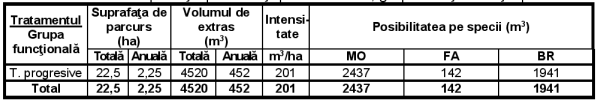 Tratamentul
Grupa
funcţională
Suprafaţa de
parcurs
(ha)
Volumul de
extras
(m³)
Intensi-
tate
Posibilitatea pe specii (m³)
Totală Anuală Totală Anuală m³/ha MO FA BR
T. progresive 22,5 2,25 4520 452 201 2437 142 1941
Total 22,5 2,25 4520 452 201 2437 142 1941